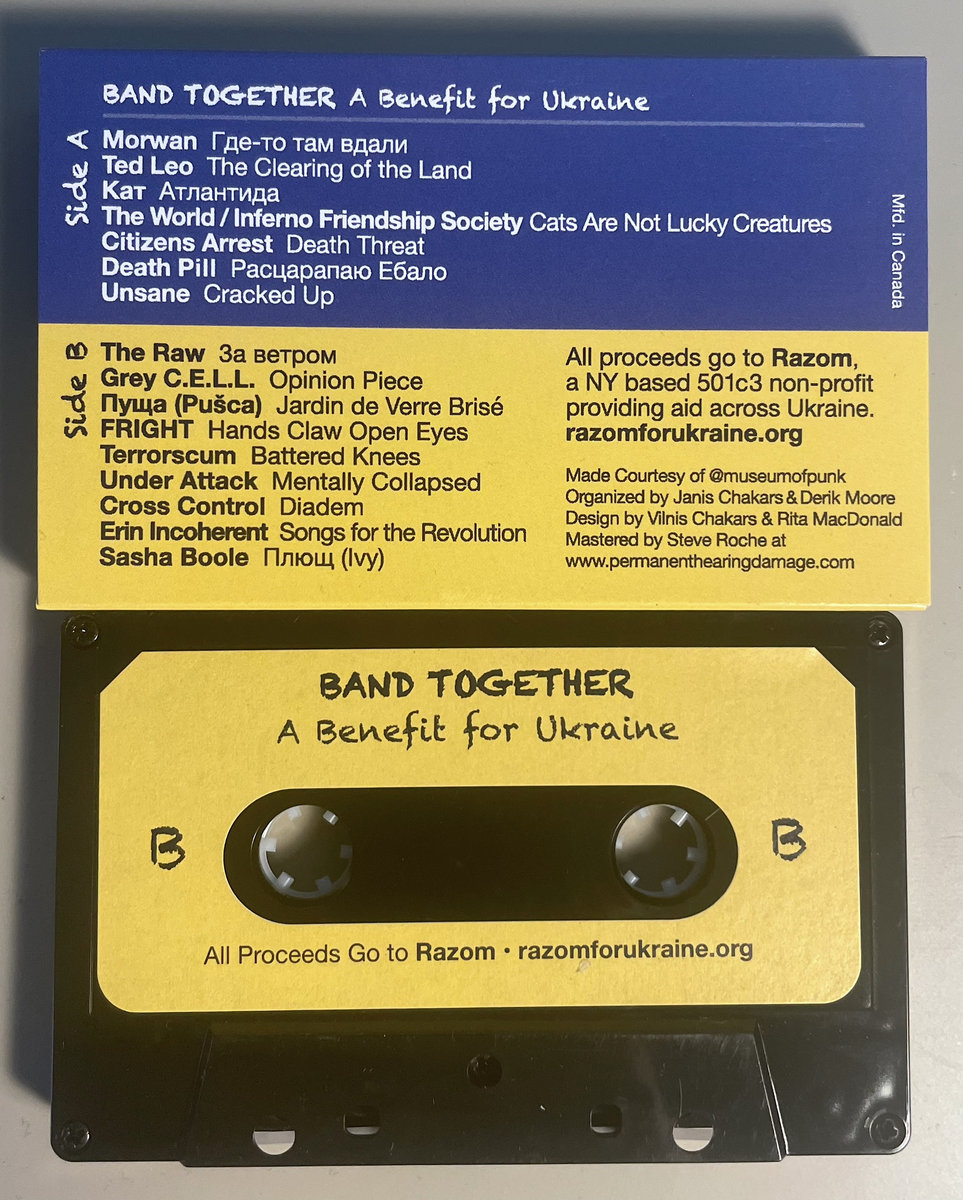 BAND TOGETHER A Benefit for Ukraine
Side A
Morwan Где-то там вдали
Ted Leo The Clearing of the Land
Кат Атлантида
The World / Inferno Friendship Society Cats Are Not Lucky Creatures
Citizens Arrest Death Threat
Death Pill Расцарапаю Ебало
Unsane Cracked Up
Mfd. in Canada
Side B
The Raw За ветром
Grey C.E.L.L. Opinion Piece
Пуща (Pušca) Jardin de Verre Brisé
FRIGHT Hands Claw Open Eyes
Terrorscum Battered Knees
Under Attack Mentally Collapsed
Cross Control Diadem
Erin Incoherent Songs for the Revolution
Sasha Boole Плющ (Ivy)
All proceeds go to Razom,
a NY based 501c3 non-profit
providing aid across Ukraine.
razomforukraine.org
Made Courtesy of @museumofpunk
Organized by Janis Chakars & Derik Moore
Design by Vilnis Chakars & Rita MacDonald
Mastered by Steve Roche at
www.permanenthearingdamage.com
BAND TOGETHER
A Benefit for Ukraine
B
B
All Proceeds Go to Razom • razomforukraine.org